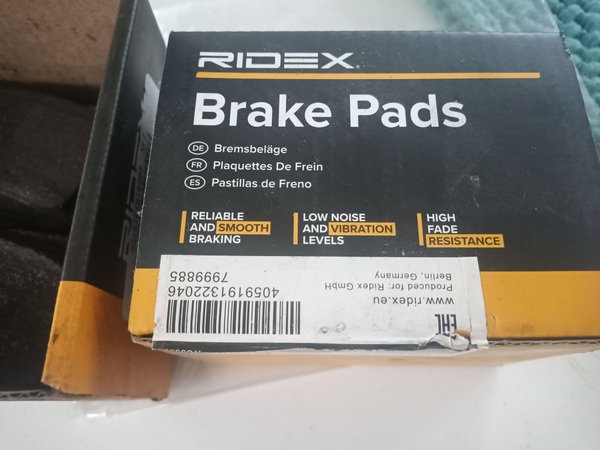 RIDEX
Brake Pads
DE Bremsbeläge
FR Plaquettes De Frein
ES Pastillas de Freno
RELIABLE
AND SMOOTH
BRAKING
LOW NOISE
AND VIBRATION
LEVELS
HIGH
FADE
RESISTANCE
EAC
www.ridex.eu
Produced for: Ridex GmbH
Berlin, Germany
4059191322046
7999885
RIDEX